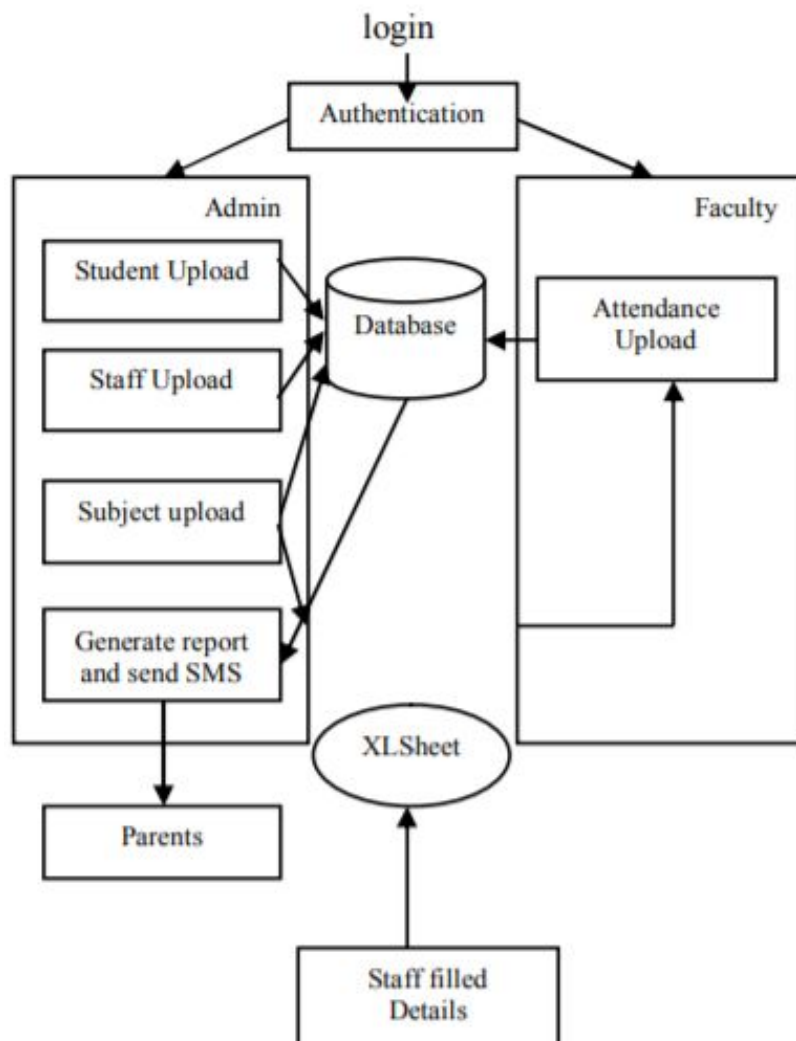 login
Authentication
Admin
Faculty
Student Upload
Database
Attendance
Upload
Staff Upload
Subject upload
Generate report
and send SMS
XLSheet
Parents
Staff filled
Details